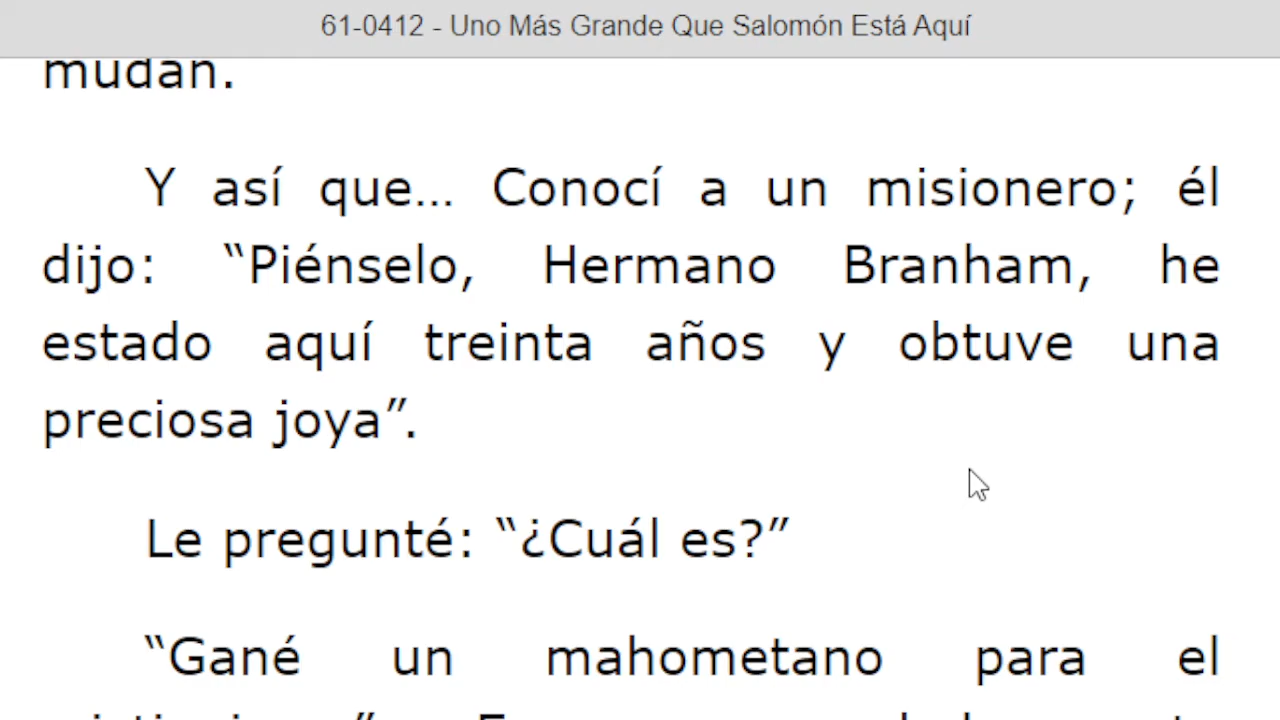 61-0412 - Uno Más Grande Que Salomón Está Aquí
mudan.
Y así que... Conocí a un misionero; él
dijo: “Piénselo, Hermano Branham, he
estado aquí treinta años y obtuve una
preciosa joya”.
Le pregunté: “¿Cuál es?”
“Gané un mahometano para el